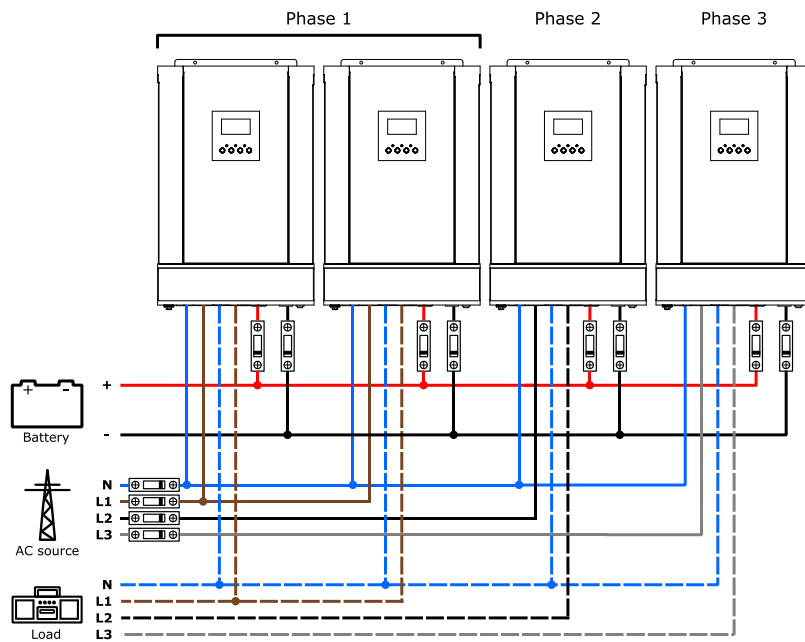 Phase 1 Phase 2 Phase 3
+
+ -
Battery
-
N
L1
L2
L3
AC source
N
L1
L2
Load
L3